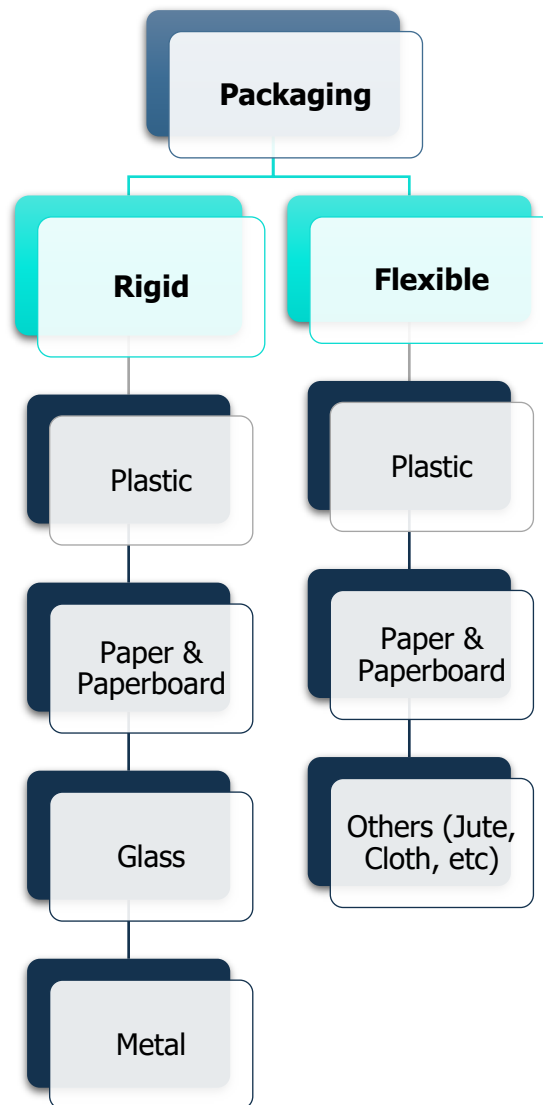 Packaging
Rigid
Flexible
Plastic
Plastic
Paper &
Paperboard
Paper &
Paperboard
Glass
Others (Jute,
Cloth, etc)
Metal